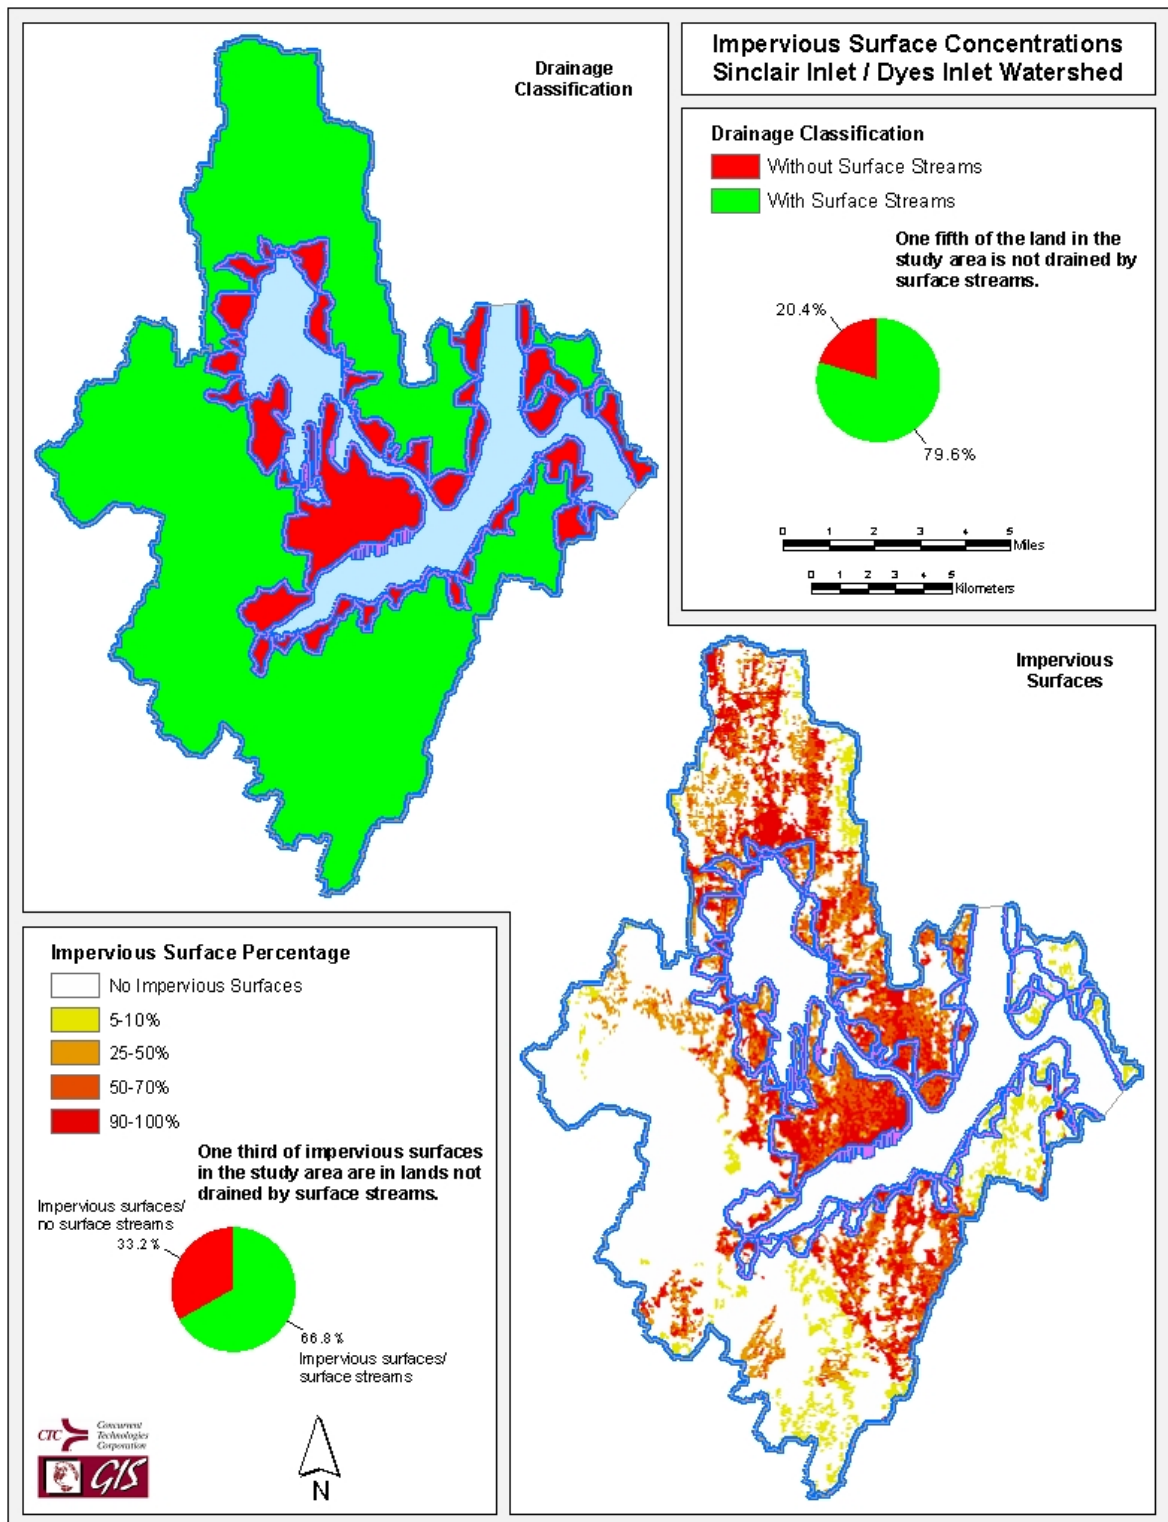 Impervious Surface Concentrations
Sinclair Inlet / Dyes Inlet Watershed
Drainage
Classification
Drainage Classification
Without Surface Streams
With Surface Streams
One fifth of the land in the
study area is not drained by
surface streams.
20.4%
79.6%
0 1 2 3 4 5
Miles
0 1 2 3 4 5
Kilometers
Impervious
Surfaces
Impervious Surface Percentage
No Impervious Surfaces
5-10%
25-50%
50-70%
90-100%
One third of impervious surfaces
in the study area are in lands not
drained by surface streams.
Impervious surfaces/
no surface streams
33.2%
66.8%
Impervious surfaces/
surface streams
CTC
Concurrent
Technologies
Corporation
GIS
N